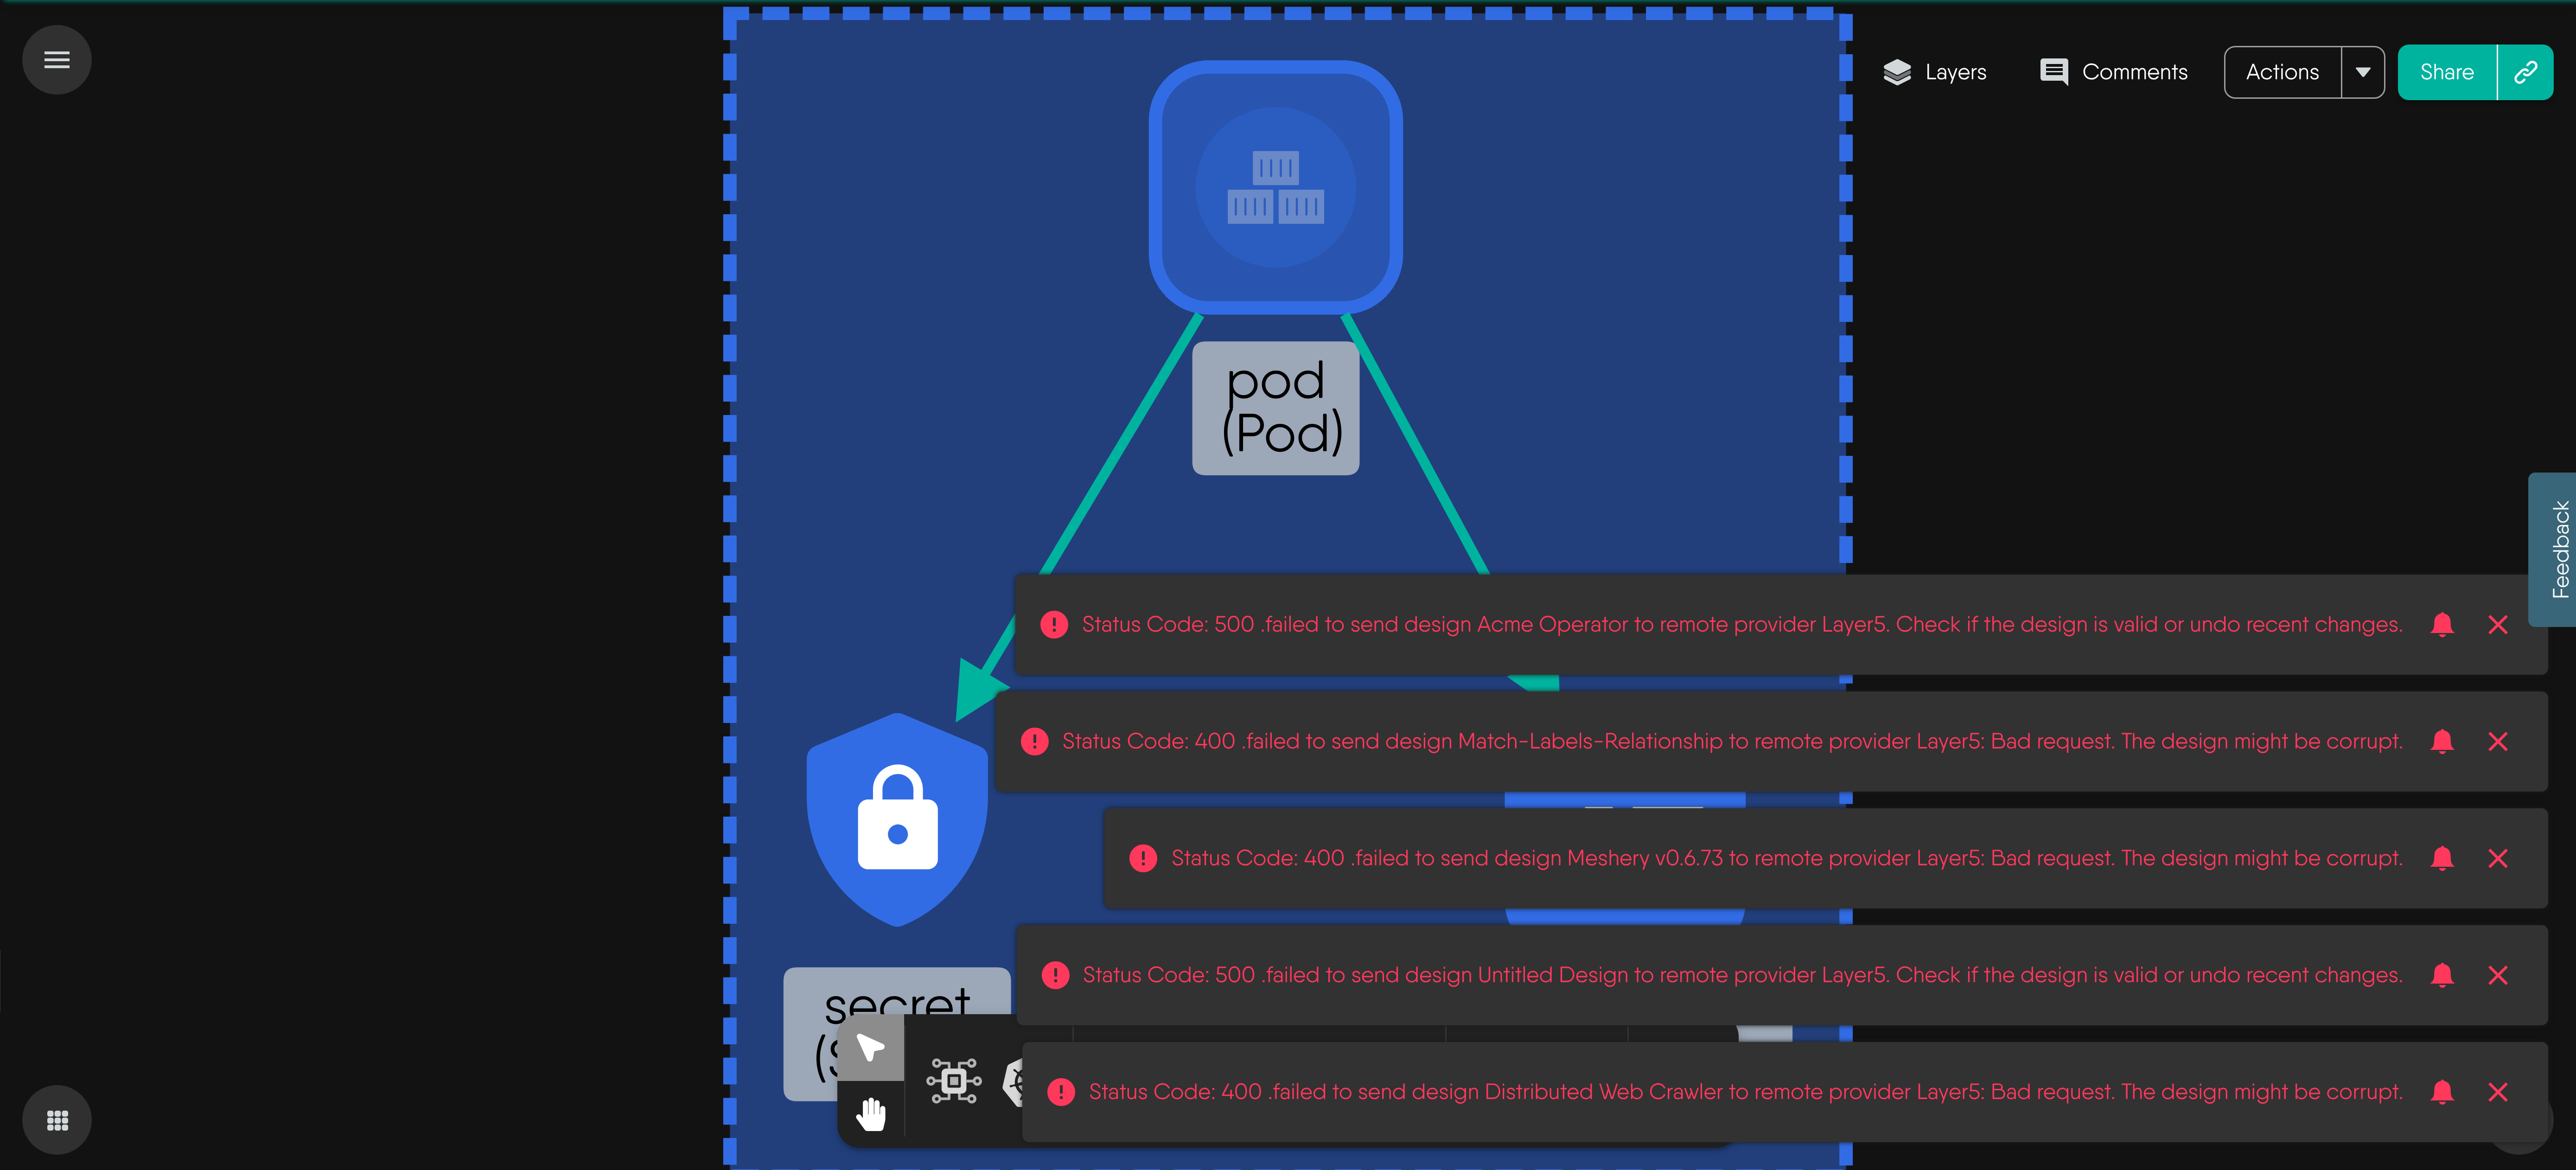 Layers
Comments
Actions
Share
pod
(Pod)
Feedback
Status Code: 500 .failed to send design Acme Operator to remote provider Layer5. Check if the design is valid or undo recent changes.
Status Code: 400 .failed to send design Match-Labels-Relationship to remote provider Layer5: Bad request. The design might be corrupt.
Status Code: 400 .failed to send design Meshery v0.6.73 to remote provider Layer5: Bad request. The design might be corrupt.
Status Code: 500 .failed to send design Untitled Design to remote provider Layer5. Check if the design is valid or undo recent changes.
secret
Status Code: 400 .failed to send design Distributed Web Crawler to remote provider Layer5: Bad request. The design might be corrupt.